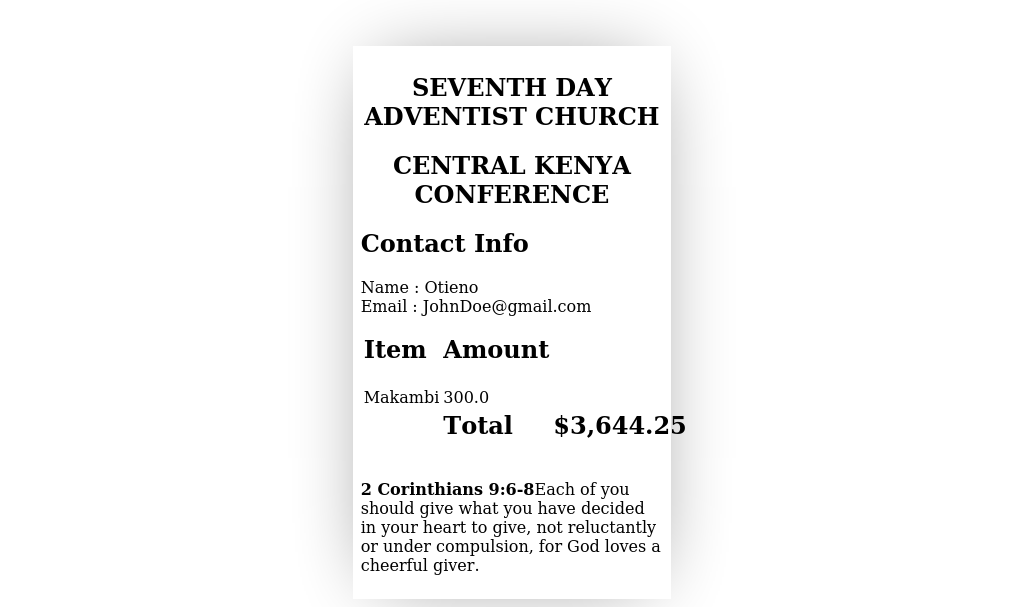 SEVENTH DAY
ADVENTIST CHURCH
CENTRAL KENYA
CONFERENCE
Contact Info
Name : Otieno
Email : JohnDoe@gmail.com
Item Amount
Makambi 300.0
Total $3,644.25
2 Corinthians 9:6-8Each of you
should give what you have decided
in your heart to give, not reluctantly
or under compulsion, for God loves a
cheerful giver.